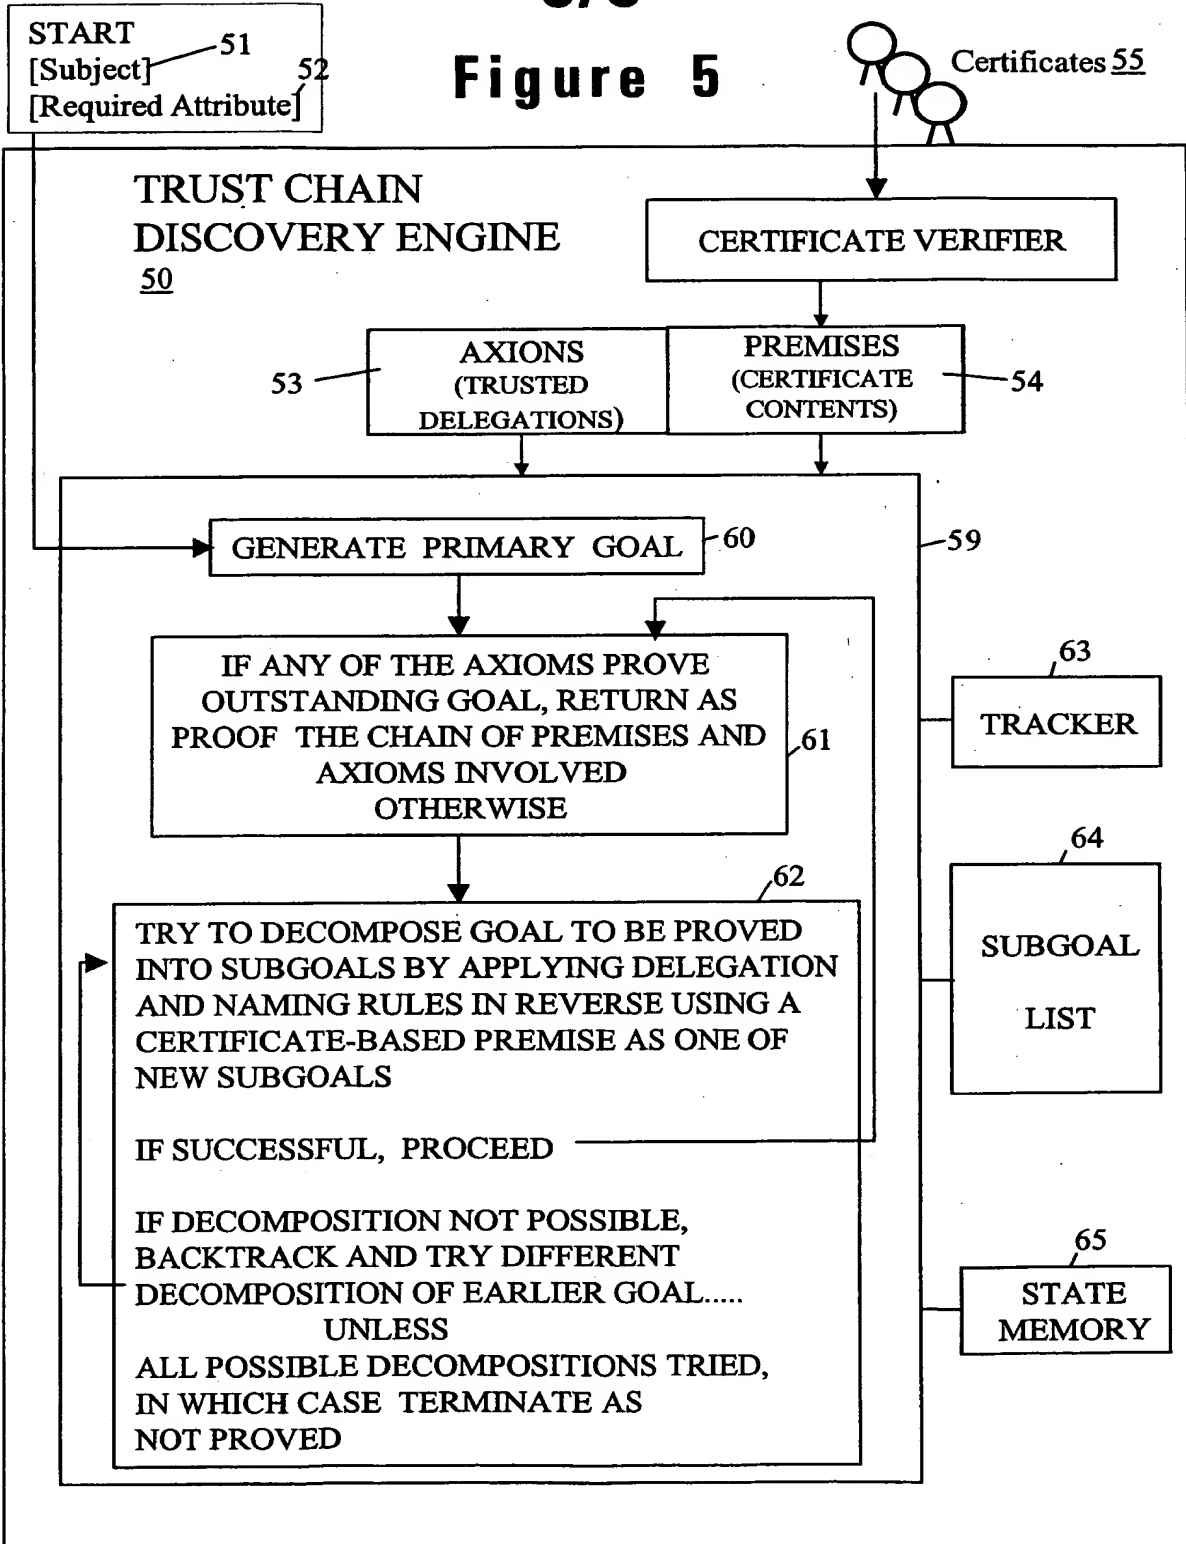 Figure 5
START
[Subject]
51
[Required Attribute]
52
Certificates 55
TRUST CHAIN
DISCOVERY ENGINE
50
CERTIFICATE VERIFIER
53
AXIONS
(TRUSTED
DELEGATIONS)
PREMISES
(CERTIFICATE
CONTENTS)
54
GENERATE PRIMARY GOAL
60
59
IF ANY OF THE AXIOMS PROVE
OUTSTANDING GOAL, RETURN AS
PROOF THE CHAIN OF PREMISES AND
AXIOMS INVOLVED
OTHERWISE
61
63
TRACKER
62
TRY TO DECOMPOSE GOAL TO BE PROVED
INTO SUBGOALS BY APPLYING DELEGATION
AND NAMING RULES IN REVERSE USING A
CERTIFICATE-BASED PREMISE AS ONE OF
NEW SUBGOALS
IF SUCCESSFUL, PROCEED
IF DECOMPOSITION NOT POSSIBLE,
BACKTRACK AND TRY DIFFERENT
DECOMPOSITION OF EARLIER GOAL.....
UNLESS
ALL POSSIBLE DECOMPOSITIONS TRIED,
IN WHICH CASE TERMINATE AS
NOT PROVED
64
SUBGOAL
LIST
65
STATE
MEMORY